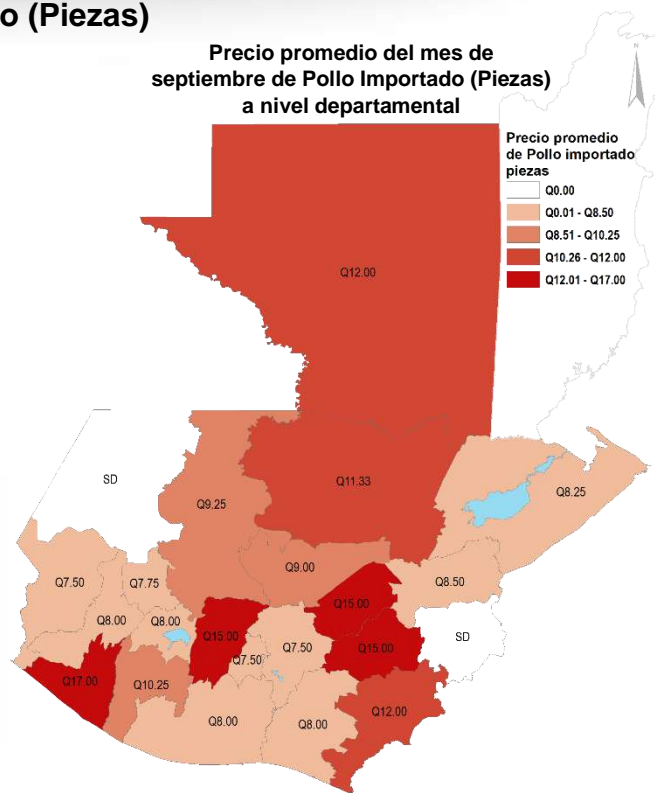 o (Piezas)
Precio promedio del mes de
septiembre de Pollo Importado (Piezas)
a nivel departamental
N
Precio promedio
de Pollo importado
piezas
Q0.00
Q0.01 - Q8.50
Q8.51 - Q10.25
Q10.26 - Q12.00
Q12.01 - Q17.00
Q12.00
SD
Q11.33
Q9.25
Q8.25
Q9.00
Q7.50
Q7.75
Q8.50
Q15.00
Q8.00
Q8.00
Q15.00
Q7.50
Q7.50
Q15.00
SD
Q17.00
Q10.25
Q12.00
Q8.00
Q8.00